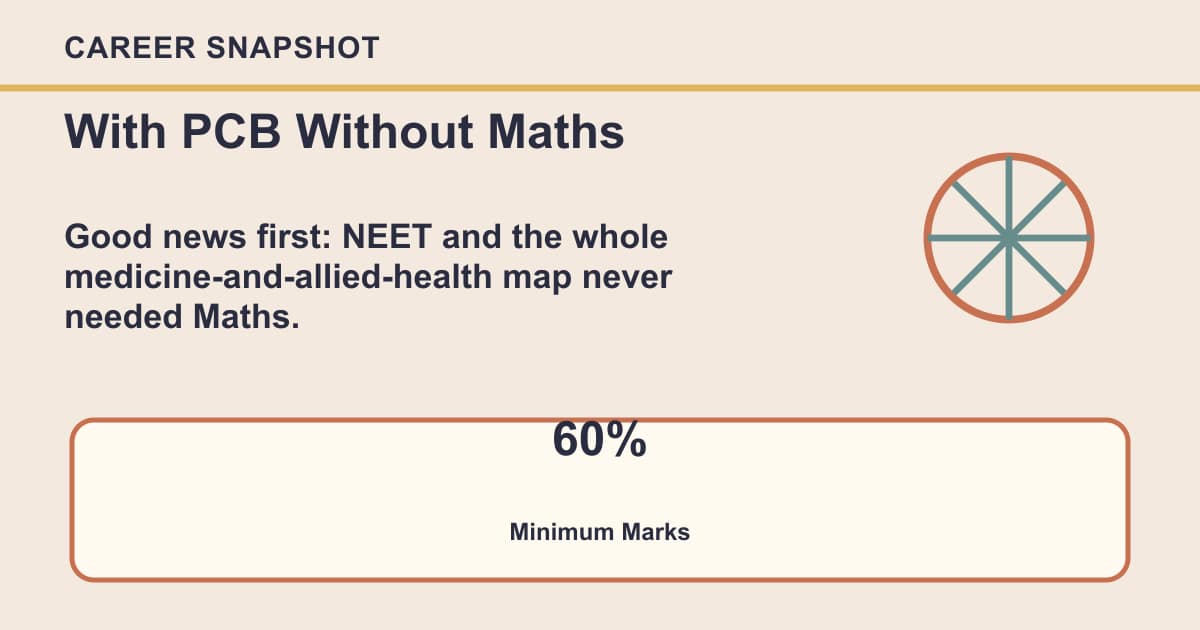 CAREER SNAPSHOT
With PCB Without Maths
Good news first: NEET and the whole
medicine-and-allied-health map never
needed Maths.
60%
Minimum Marks